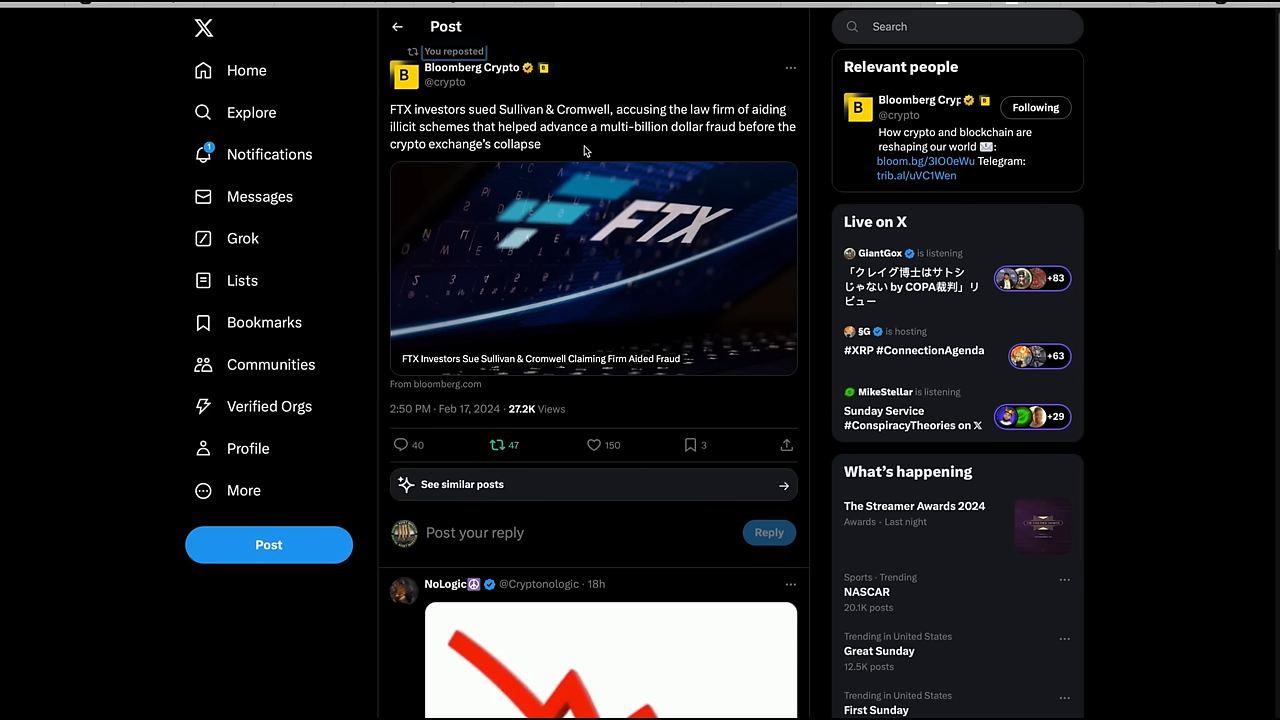 Home
Explore
1
Notifications
Messages
Grok
Lists
Bookmarks
Communities
Verified Orgs
Profile
More
Post
Post
You reposted
B
Bloomberg Crypto
@crypto
FTX investors sued Sullivan & Cromwell, accusing the law firm of aiding
illicit schemes that helped advance a multi-billion dollar fraud before the
crypto exchange's collapse
FTX
FTX Investors Sue Sullivan & Cromwell Claiming Firm Aided Fraud
From bloomberg.com
2:50 PM · Feb 17, 2024 · 27.2K Views
40 47 150 3
See similar posts
Post your reply
Reply
NoLogic @Cryptonologic · 18h
Search
Relevant people
B
Bloomberg Cryp
@crypto
Following
How crypto and blockchain are
reshaping our world :
bloom.bg/3IO0eWu Telegram:
trib.al/uVC1Wen
Live on X
GiantGox is listening
「クレイグ博士はサトシ
じゃない by COPA裁判」リ
ビュー
+83
§G is hosting
#XRP #ConnectionAgenda
+63
MikeStellar is listening
Sunday Service
#ConspiracyTheories on X
+29
What's happening
The Streamer Awards 2024
Awards · Last night
Sports · Trending
NASCAR
20.1K posts
Trending in United States
Great Sunday
12.5K posts
Trending in United States
First Sunday